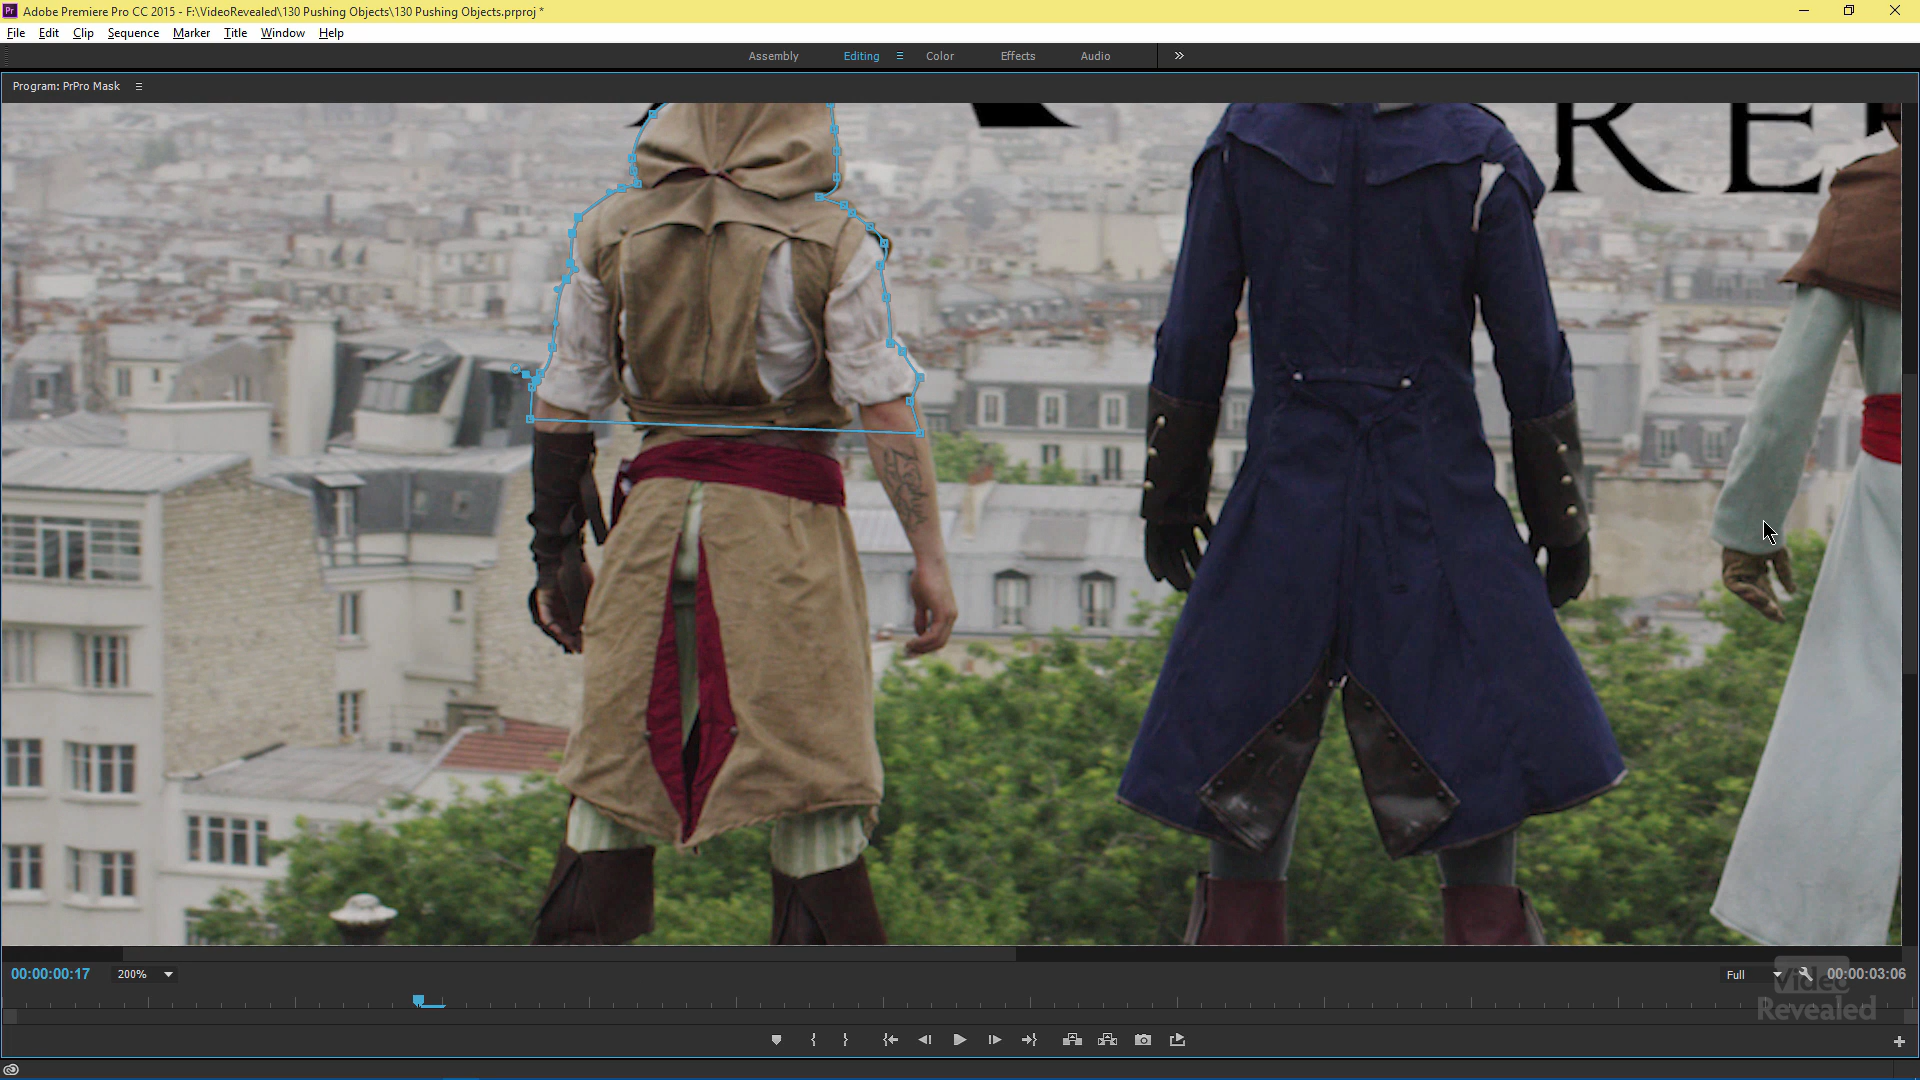 Pr Adobe Premiere Pro CC 2015 - F:\VideoRevealed\130 Pushing Objects\130 Pushing Objects.prproj *
File Edit Clip Sequence Marker Title Window Help
Assembly Editing Color Effects Audio
Program: PrPro Mask
RE
00:00:00:17 200% Full 00:00:03:06
Video
Revealed